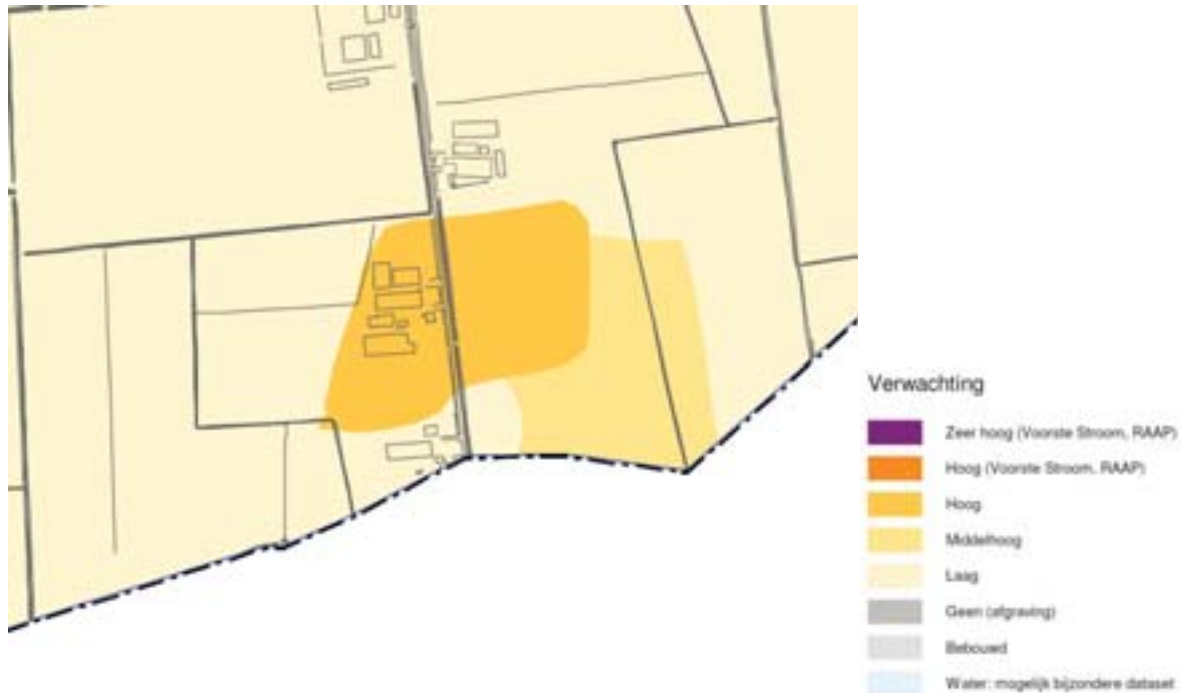 Verwachting
Zeer hoog (Voorste Stroom, RAAP)
Hoog (Voorste Stroom, RAAP)
Hoog
Middelhoog
Laag
Geen (afgraving)
Bebouwd
Water: mogelijk bijzondere dataset